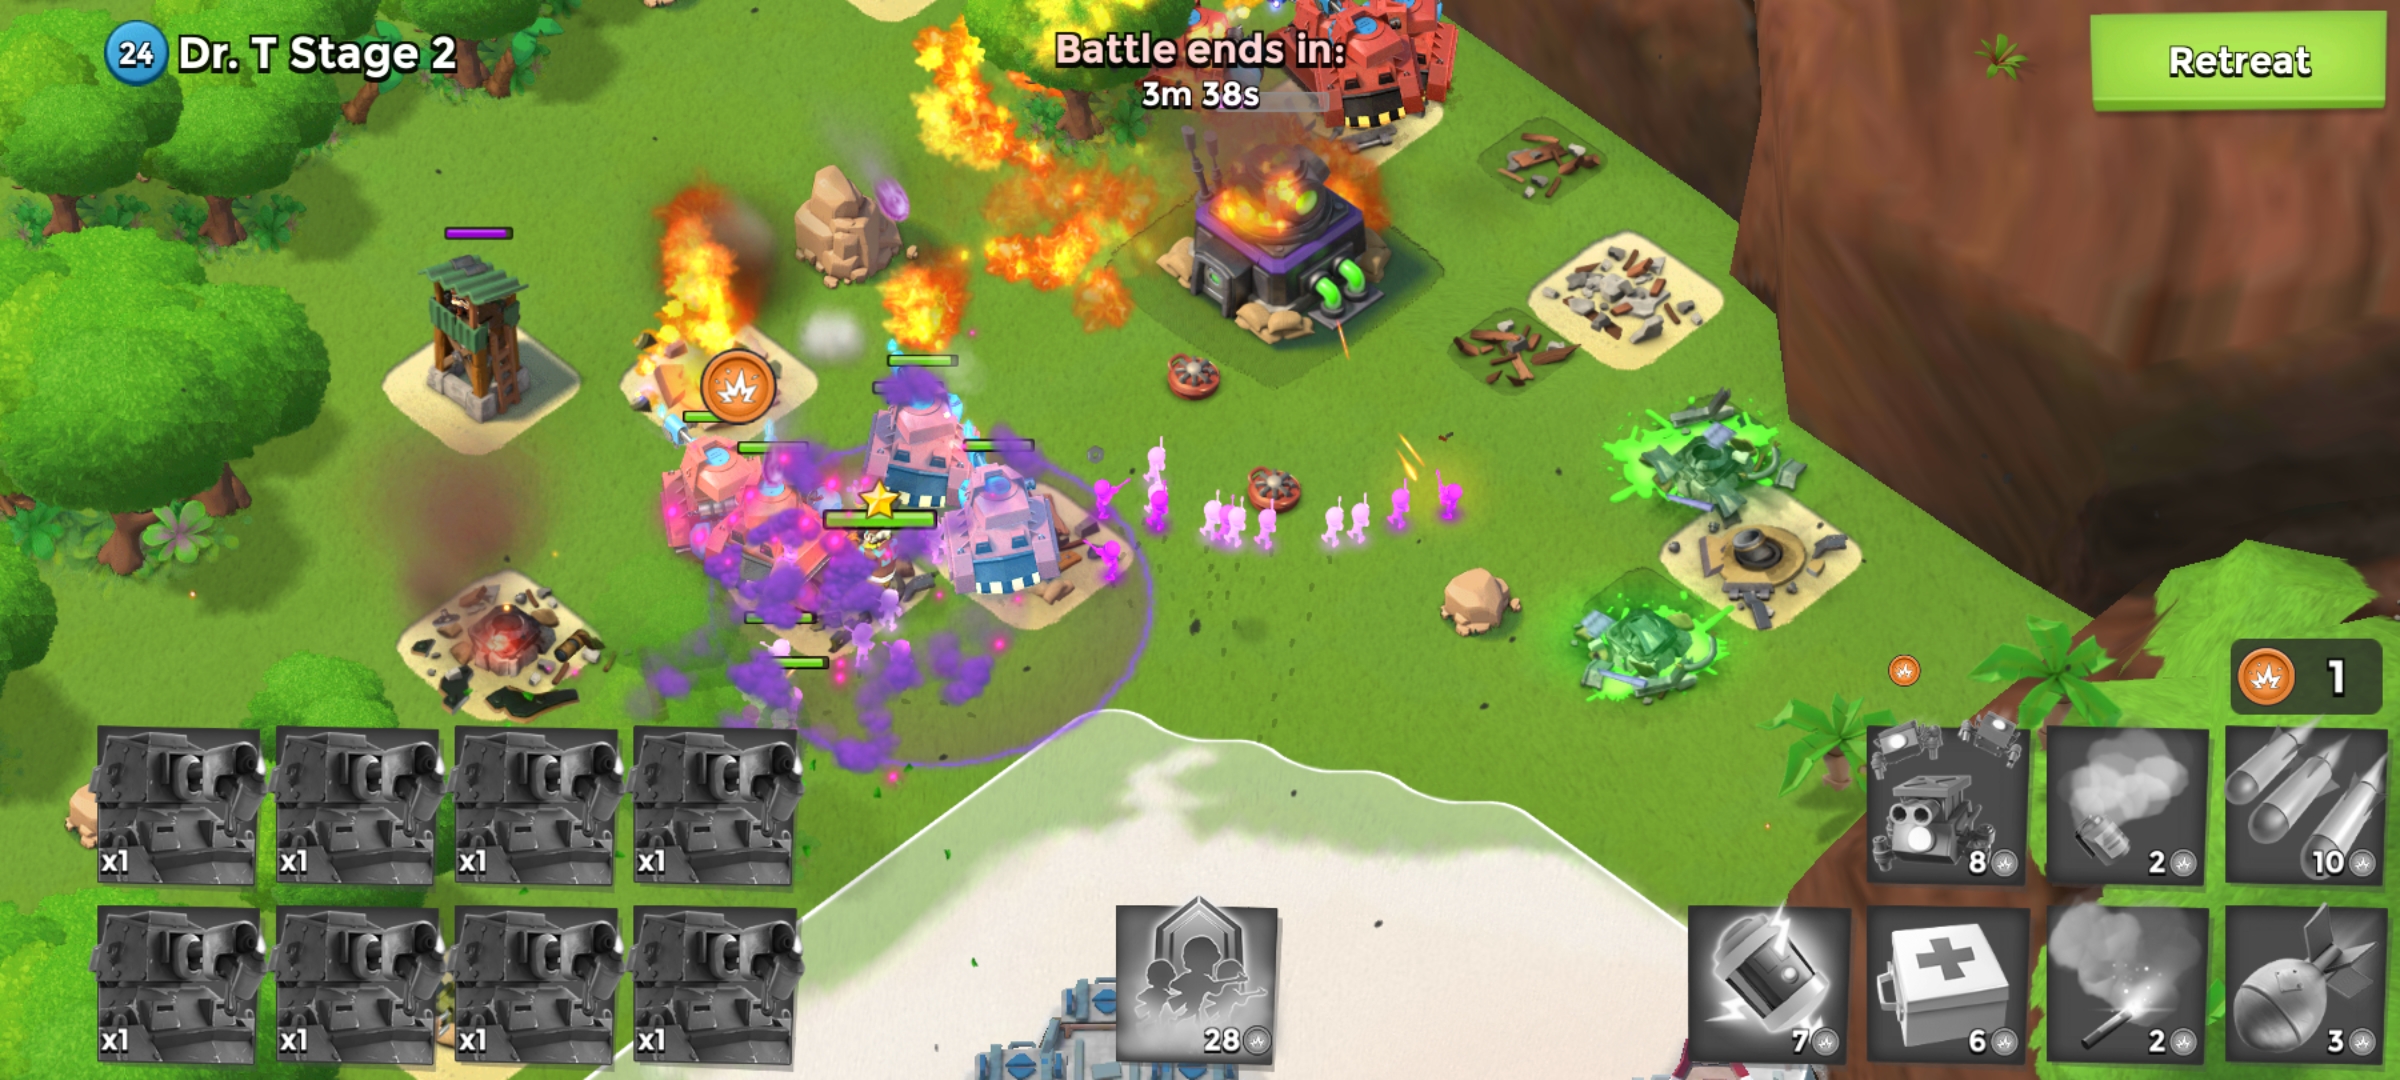 24 Dr. T Stage 2
Battle ends in:
3m 38s
Retreat
1
x1 x1 x1 x1
8 2 10
x1 x1 x1 x1
28
7 6 2 3